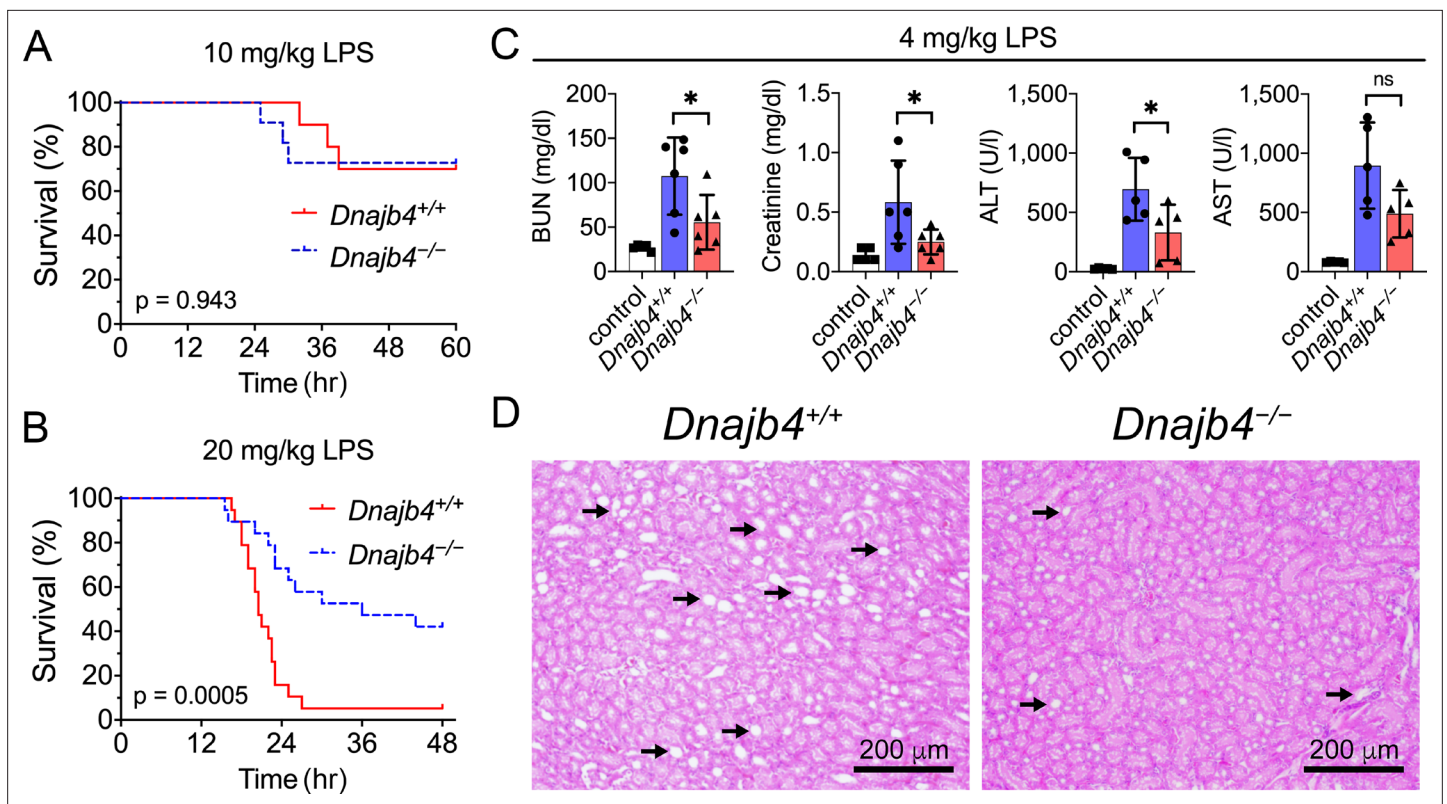 A
10 mg/kg LPS
Survival (%)
100
80
60
40
20
0
Dnajb4+/+
Dnajb4−/−
p = 0.943
0 12 24 36 48 60
Time (hr)
B
20 mg/kg LPS
Survival (%)
100
80
60
40
20
0
Dnajb4+/+
Dnajb4−/−
p = 0.0005
0 12 24 36 48
Time (hr)
C
4 mg/kg LPS
BUN (mg/dl)
200
150
100
50
0
*
control
Dnajb4+/+
Dnajb4−/−
Creatinine (mg/dl)
1.5
1.0
0.5
0.0
*
control
Dnajb4+/+
Dnajb4−/−
ALT (U/l)
1,500
1,000
500
0
*
control
Dnajb4+/+
Dnajb4−/−
AST (U/l)
1,500
1,000
500
0
ns
control
Dnajb4+/+
Dnajb4−/−
D
Dnajb4+/+
Dnajb4−/−
200 µm
200 µm